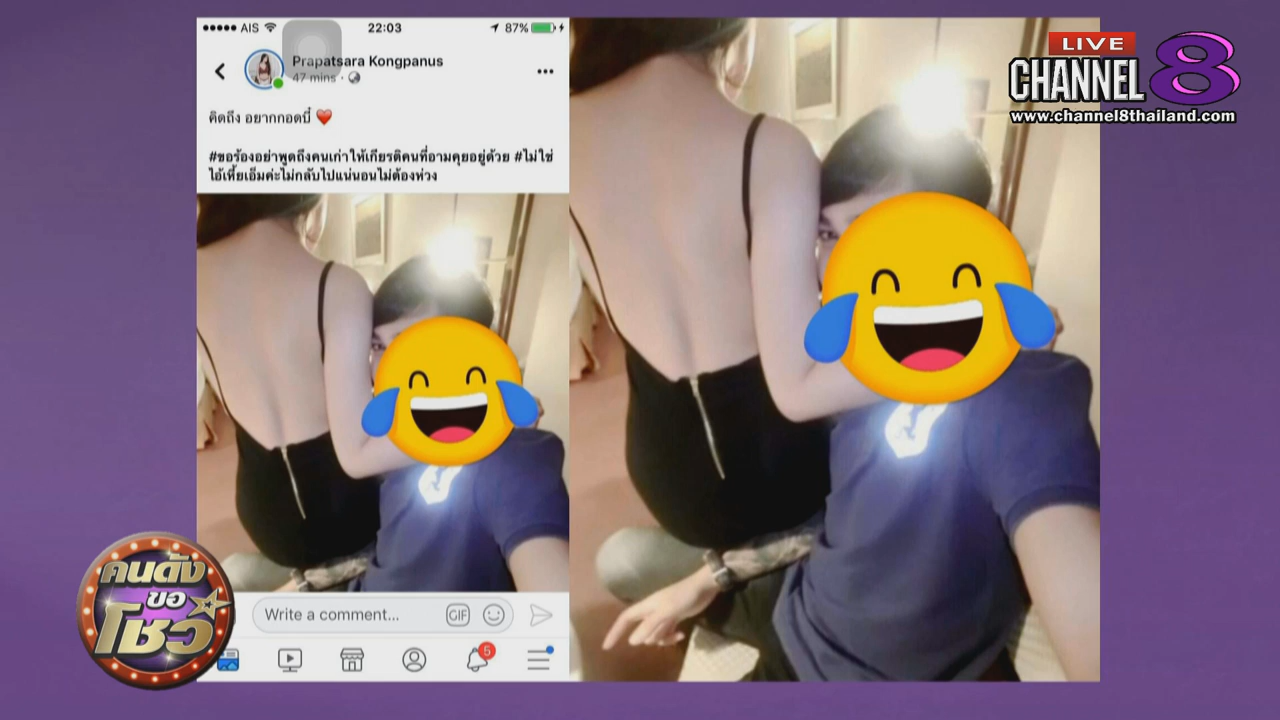 AIS 22:03 87%
Prapatsara Kongpanus
47 mins
คิดถึง อยากกอดบี๋ ❤️
#ขอร้องอย่าพูดถึงคนเก่าให้เกียรติคนที่อามคุยอยู่ด้วย #ไม่ใช่
ไอ้เหี้ยเอ็มค่ะไม่กลับไปแน่นอนไม่ต้องห่วง
LIVE
CHANNEL 8
www.channel8thailand.com
คนดัง
ขอ
โชว์
Write a comment...
GIF
5